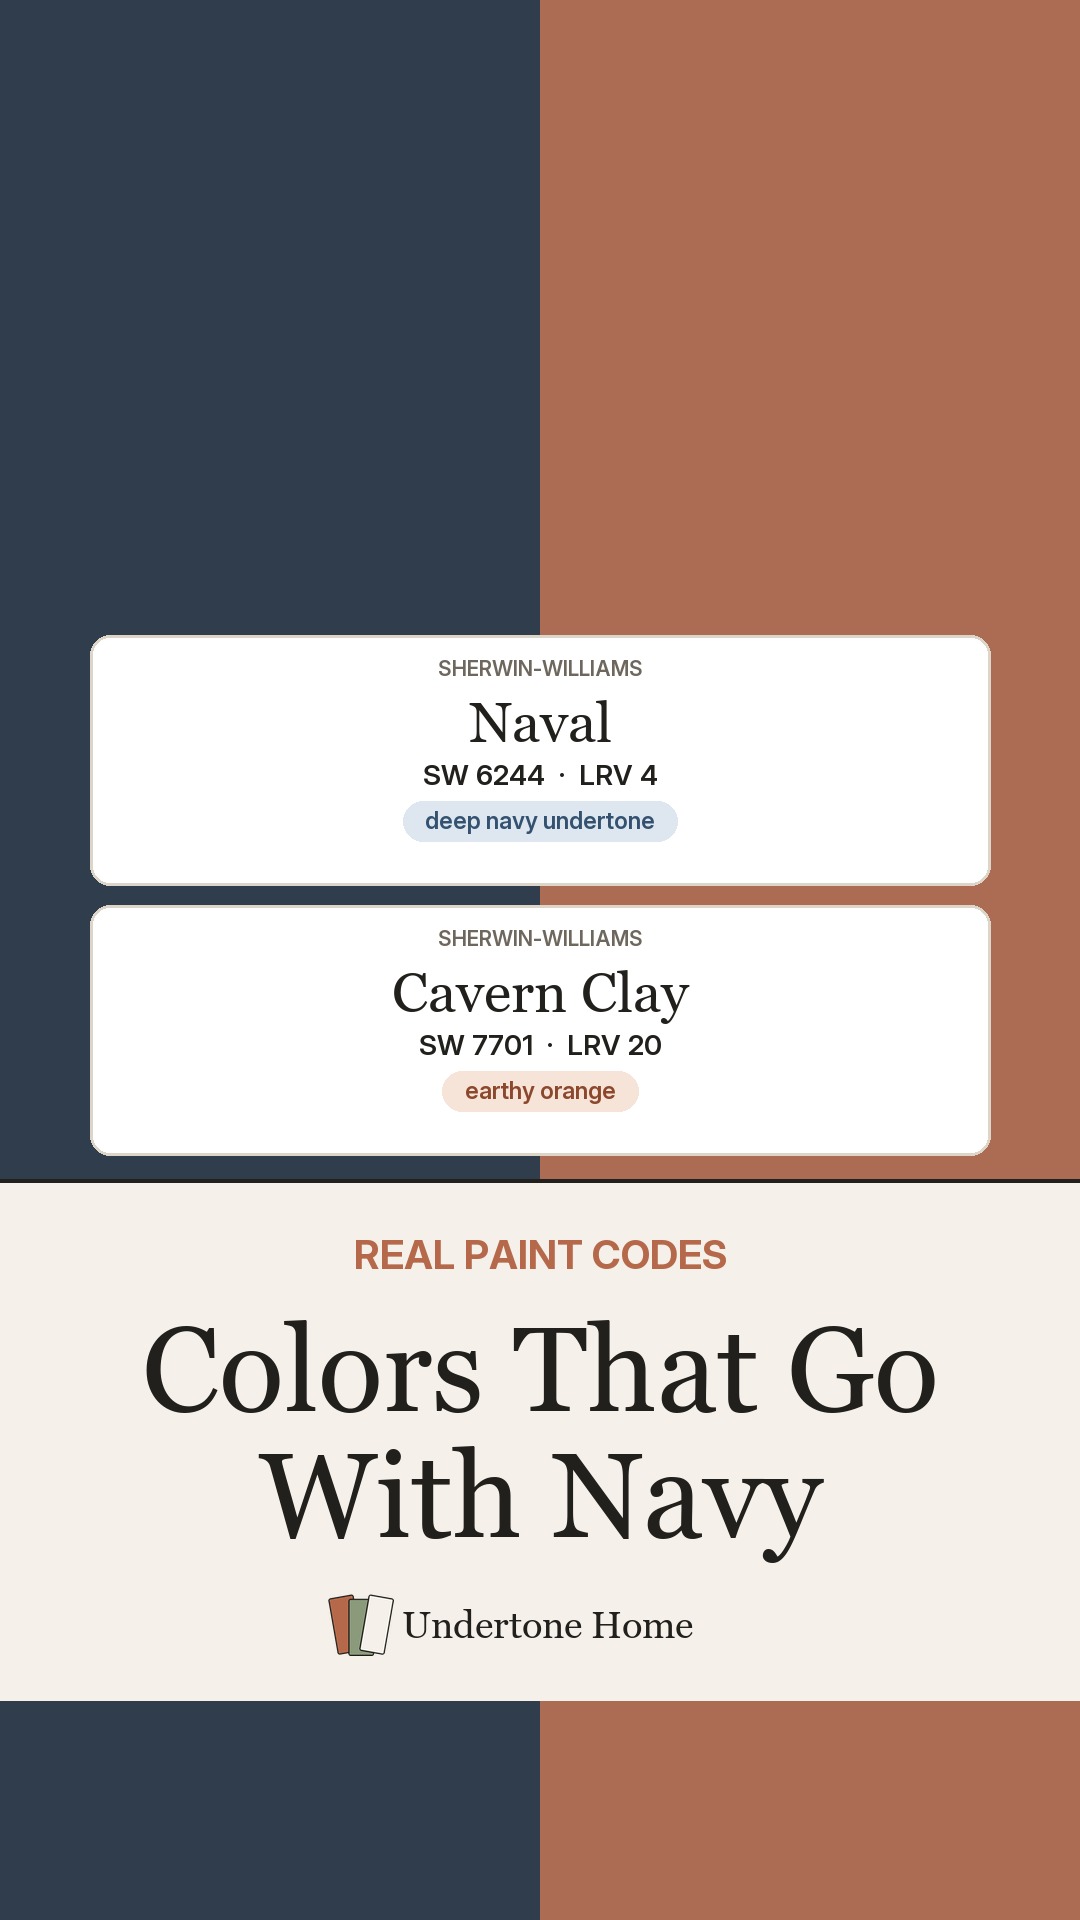 SHERWIN-WILLIAMS
Naval
SW 6244 · LRV 4
deep navy undertone
SHERWIN-WILLIAMS
Cavern Clay
SW 7701 · LRV 20
earthy orange
REAL PAINT CODES
Colors That Go
With Navy
Undertone Home